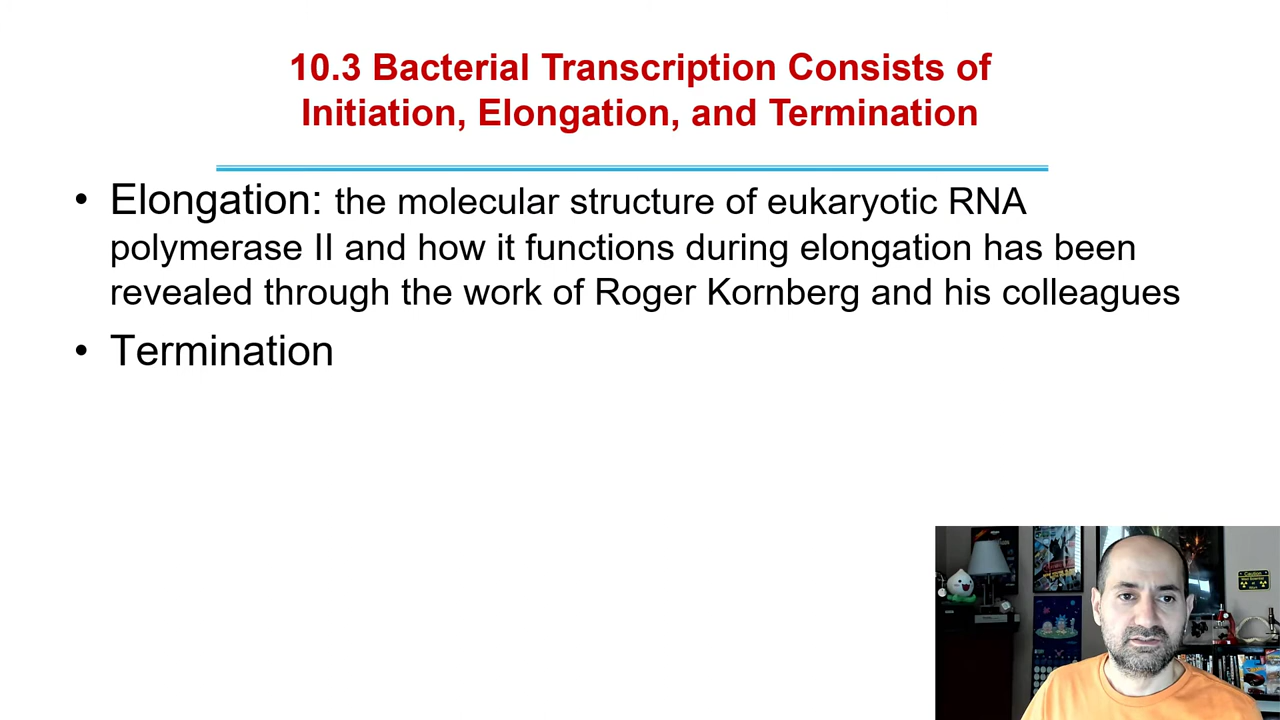 10.3 Bacterial Transcription Consists of
Initiation, Elongation, and Termination
• Elongation: the molecular structure of eukaryotic RNA
polymerase II and how it functions during elongation has been
revealed through the work of Roger Kornberg and his colleagues
• Termination
Caution